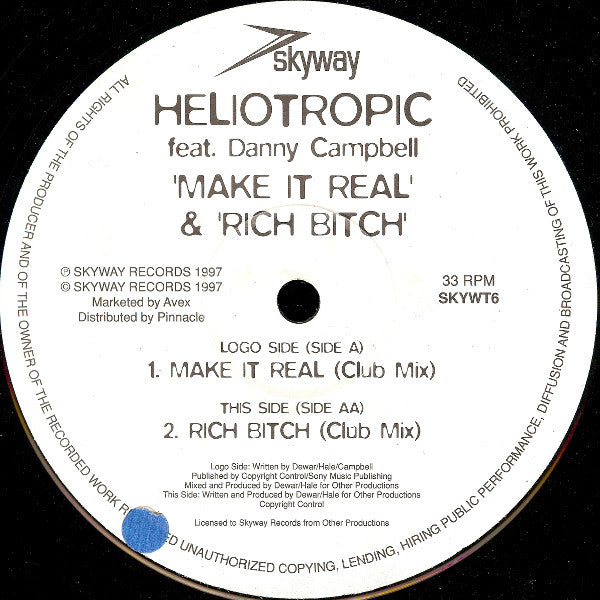 skyway
HELIOTROPIC
feat. Danny Campbell
'MAKE IT REAL'
& 'RICH BITCH'
℗ SKYWAY RECORDS 1997
© SKYWAY RECORDS 1997
Marketed by Avex
Distributed by Pinnacle
33 RPM
SKYWT6
LOGO SIDE (SIDE A)
1. MAKE IT REAL (Club Mix)
THIS SIDE (SIDE AA)
2. RICH BITCH (Club Mix)
Logo Side: Written by Dewar/Hale/Campbell
Published by Copyright Control/Sony Music Publishing
Mixed and Produced by Dewar/Hale for Other Productions
This Side: Written and Produced by Dewar/Hale for Other Productions
Copyright Control
Licensed to Skyway Records from Other Productions
ALL RIGHTS OF THE PRODUCER AND OF THE OWNER OF THE RECORDED WORK R ED UNAUTHORIZED COPYING, LENDING, HIRING PUBLIC PERFORMANCE, DIFFUSION AND BROADCASTING OF THIS WORK PROHIBITED